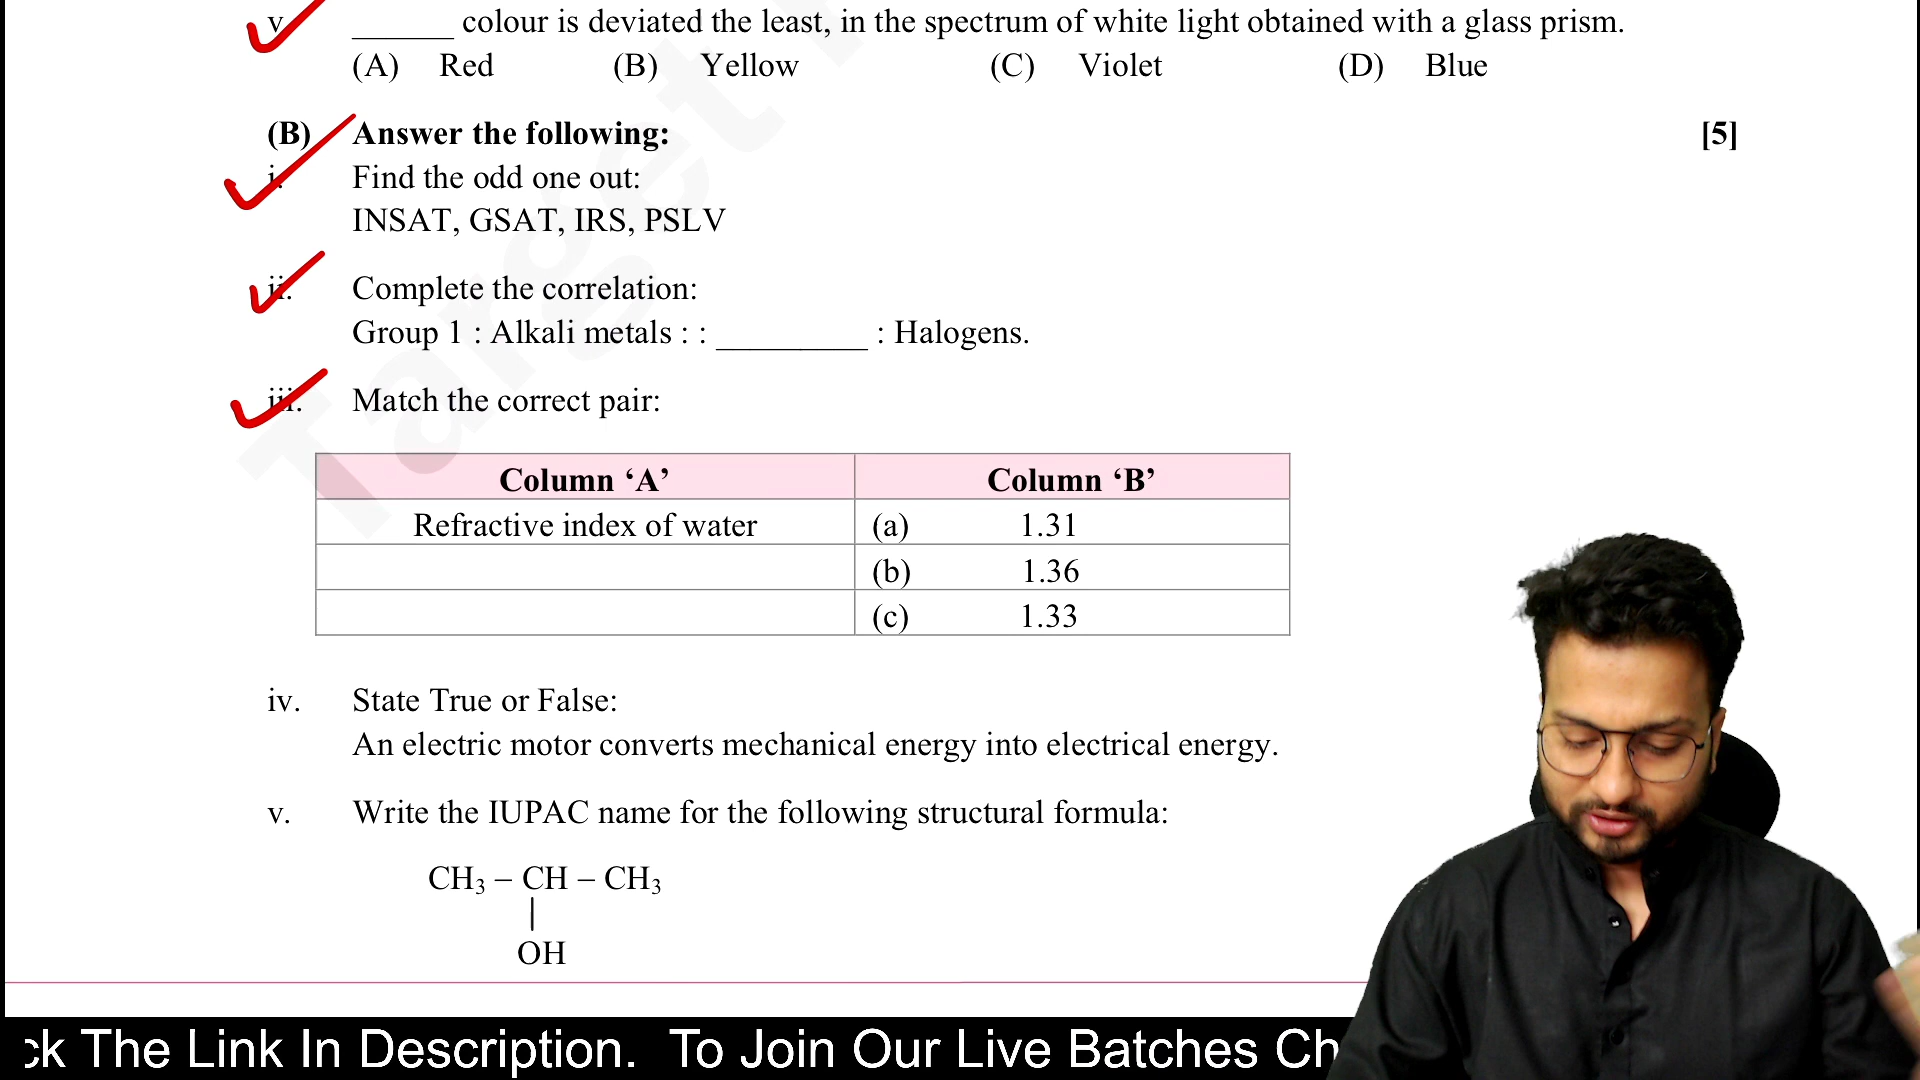 v. ______ colour is deviated the least, in the spectrum of white light obtained with a glass prism.
(A) Red (B) Yellow (C) Violet (D) Blue
(B) Answer the following: [5]
i. Find the odd one out:
INSAT, GSAT, IRS, PSLV
ii. Complete the correlation:
Group 1 : Alkali metals : : _________ : Halogens.
iii. Match the correct pair:
Column ‘A’ Column ‘B’
Refractive index of water (a) 1.31
(b) 1.36
(c) 1.33
iv. State True or False:
An electric motor converts mechanical energy into electrical energy.
v. Write the IUPAC name for the following structural formula:
CH₃ – CH – CH₃
|
OH
ck The Link In Description. To Join Our Live Batches Ch
Target